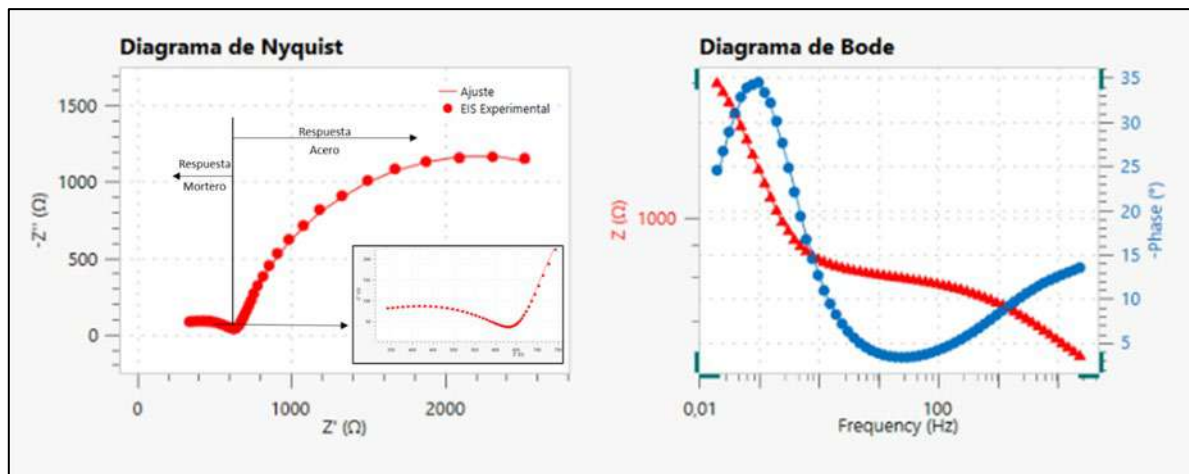 Diagrama de Nyquist
1500
1000
500
0
-Z'' (Ω)
0
1000
2000
Z' (Ω)
Ajuste
EIS Experimental
Respuesta
Acero
Respuesta
Mortero
Diagrama de Bode
Z (Ω)
1000
0,01
100
Frequency (Hz)
35
30
25
20
15
10
5
-Phase (°)